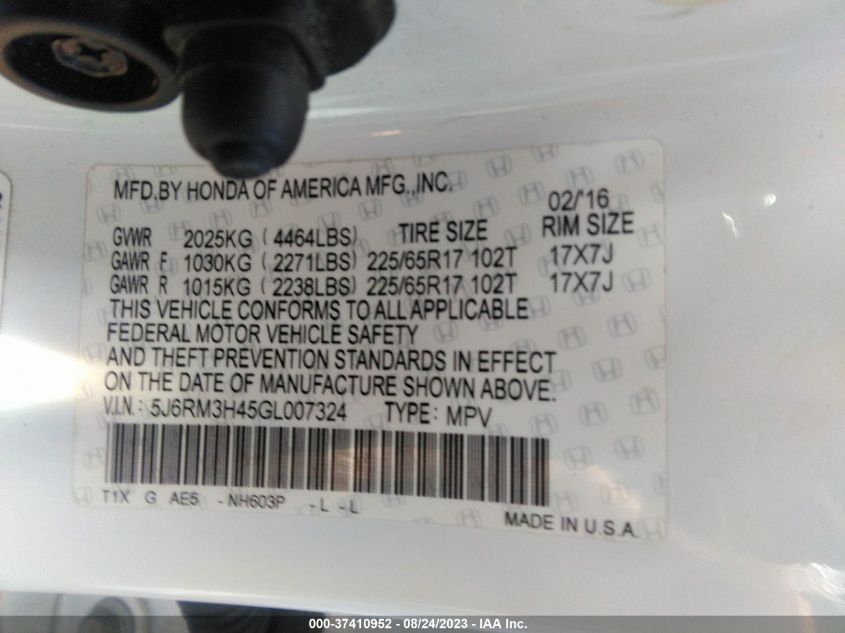 MFD.BY HONDA OF AMERICA MFG.,INC. 02/'16
GVWR 2025KG ( 4464LBS) TIRE SIZE RIM SIZE
GAWR F 1030KG ( 2271LBS) 225/65R17 102T 17X7J
GAWR R 1015KG ( 2238LBS) 225/65R17 102T 17X7J
THIS VEHICLE CONFORMS TO ALL APPLICABLE
FEDERAL MOTOR VEHICLE SAFETY
AND THEFT PREVENTION STANDARDS IN EFFECT
ON THE DATE OF MANUFACTURE SHOWN ABOVE.
V.I.N.: 5J6RM3H45GL007324 TYPE: MPV
T1X G AE5 -NH603P -L -L
MADE IN U.S.A.
000-37410952 - 08/24/2023 - IAA Inc.